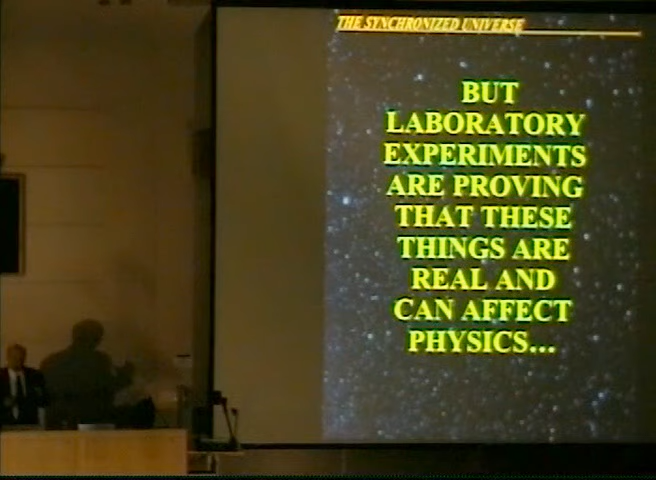 THE SYNCHRONIZED UNIVERSE
BUT
LABORATORY
EXPERIMENTS
ARE PROVING
THAT THESE
THINGS ARE
REAL AND
CAN AFFECT
PHYSICS...